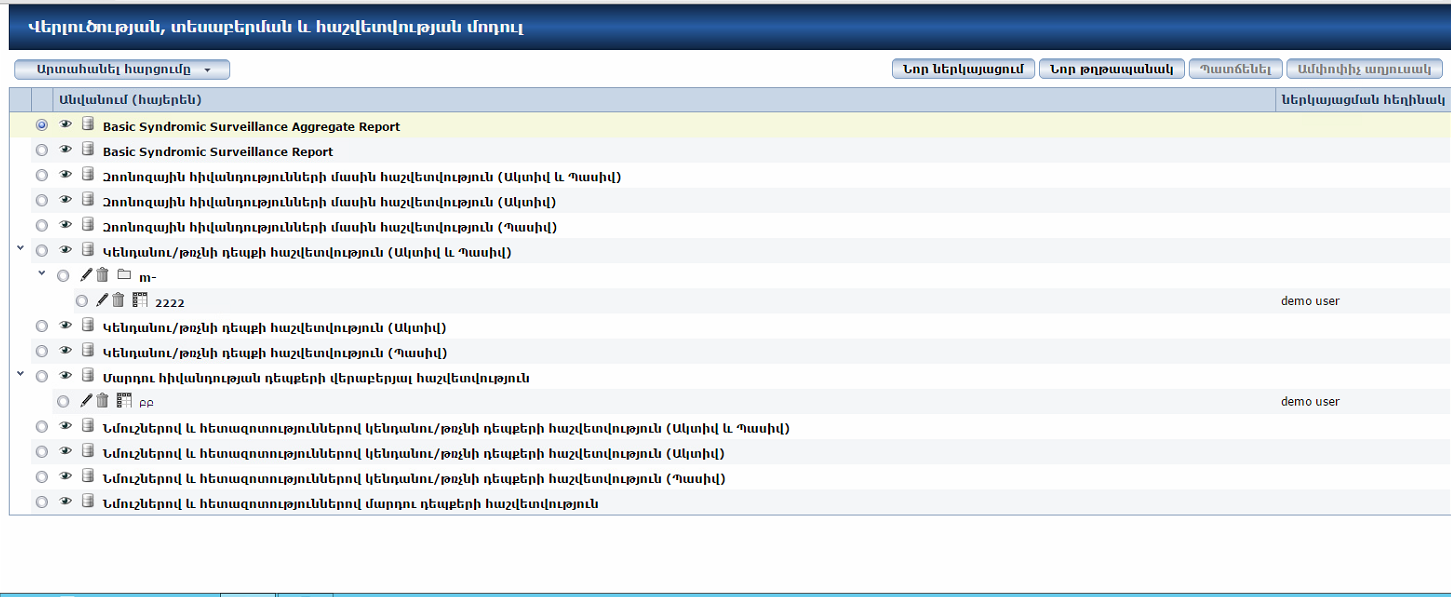 Վերլուծության, տեսաբերման և հաշվետվության մոդուլ
Արտահանել հարցումը
Նոր ներկայացում
Նոր թղթապանակ
Պատճենել
Ամփոփիչ աղյուսակ
Անվանում (հայերեն)
ներկայացման հեղինակ
Basic Syndromic Surveillance Aggregate Report
Basic Syndromic Surveillance Report
Զոոնոզային հիվանդությունների մասին հաշվետվություն (Ակտիվ և Պասիվ)
Զոոնոզային հիվանդությունների մասին հաշվետվություն (Ակտիվ)
Զոոնոզային հիվանդությունների մասին հաշվետվություն (Պասիվ)
Կենդանու/թռչնի դեպքի հաշվետվություն (Ակտիվ և Պասիվ)
m-
2222 demo user
Կենդանու/թռչնի դեպքի հաշվետվություն (Ակտիվ)
Կենդանու/թռչնի դեպքի հաշվետվություն (Պասիվ)
Մարդու հիվանդության դեպքերի վերաբերյալ հաշվետվություն
բբ demo user
Նմուշներով և հետազոտություններով կենդանու/թռչնի դեպքերի հաշվետվություն (Ակտիվ և Պասիվ)
Նմուշներով և հետազոտություններով կենդանու/թռչնի դեպքերի հաշվետվություն (Ակտիվ)
Նմուշներով և հետազոտություններով կենդանու/թռչնի դեպքերի հաշվետվություն (Պասիվ)
Նմուշներով և հետազոտություններով մարդու դեպքերի հաշվետվություն